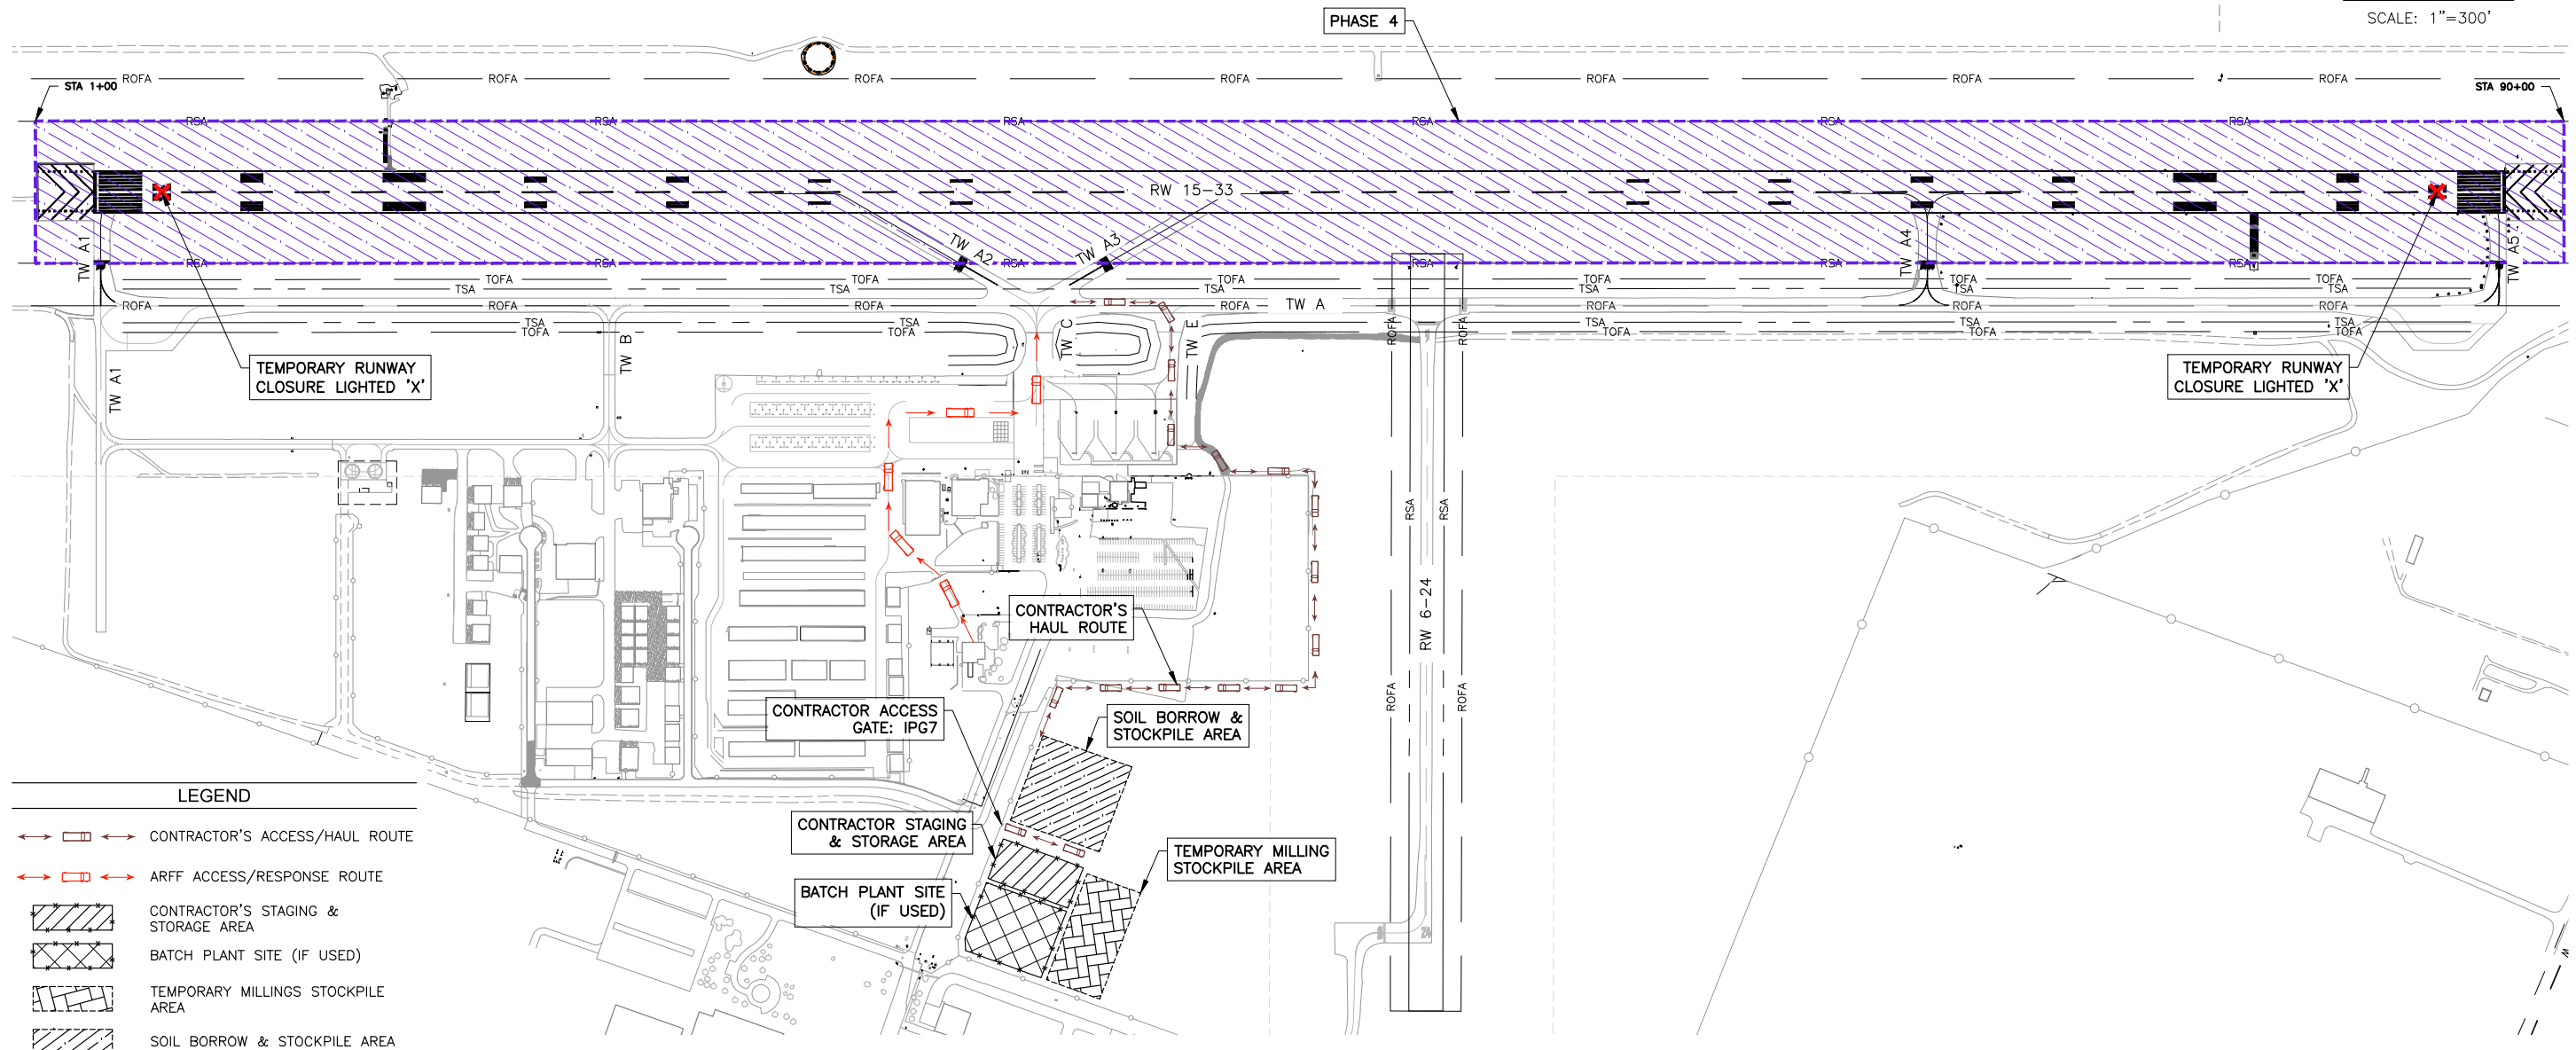 PHASE 4
SCALE: 1"=300'
ROFA ROFA ROFA ROFA ROFA ROFA ROFA
STA 1+00
STA 90+00
RSA RSA RSA RSA RSA RSA
RW 15-33
TW A1
TW A2
TW A3
TW A4
TW A5
RSA RSA RSA RSA RSA RSA
TOFA TOFA TOFA TOFA TOFA TOFA
TSA TSA TSA TSA TSA TSA
ROFA ROFA ROFA TW A ROFA ROFA ROFA
TSA TSA TSA TSA TSA
TOFA TOFA TOFA TOFA TOFA
TW A1
TW B
TW C
TW E
ROFA
ROFA
TEMPORARY RUNWAY
CLOSURE LIGHTED 'X'
TEMPORARY RUNWAY
CLOSURE LIGHTED 'X'
RSA
RSA
RW 6-24
ROFA
ROFA
CONTRACTOR'S
HAUL ROUTE
CONTRACTOR ACCESS
GATE: IPG7
SOIL BORROW &
STOCKPILE AREA
CONTRACTOR STAGING
& STORAGE AREA
TEMPORARY MILLING
STOCKPILE AREA
BATCH PLANT SITE
(IF USED)
LEGEND
CONTRACTOR'S ACCESS/HAUL ROUTE
ARFF ACCESS/RESPONSE ROUTE
CONTRACTOR'S STAGING &
STORAGE AREA
BATCH PLANT SITE (IF USED)
TEMPORARY MILLINGS STOCKPILE
AREA
SOIL BORROW & STOCKPILE AREA